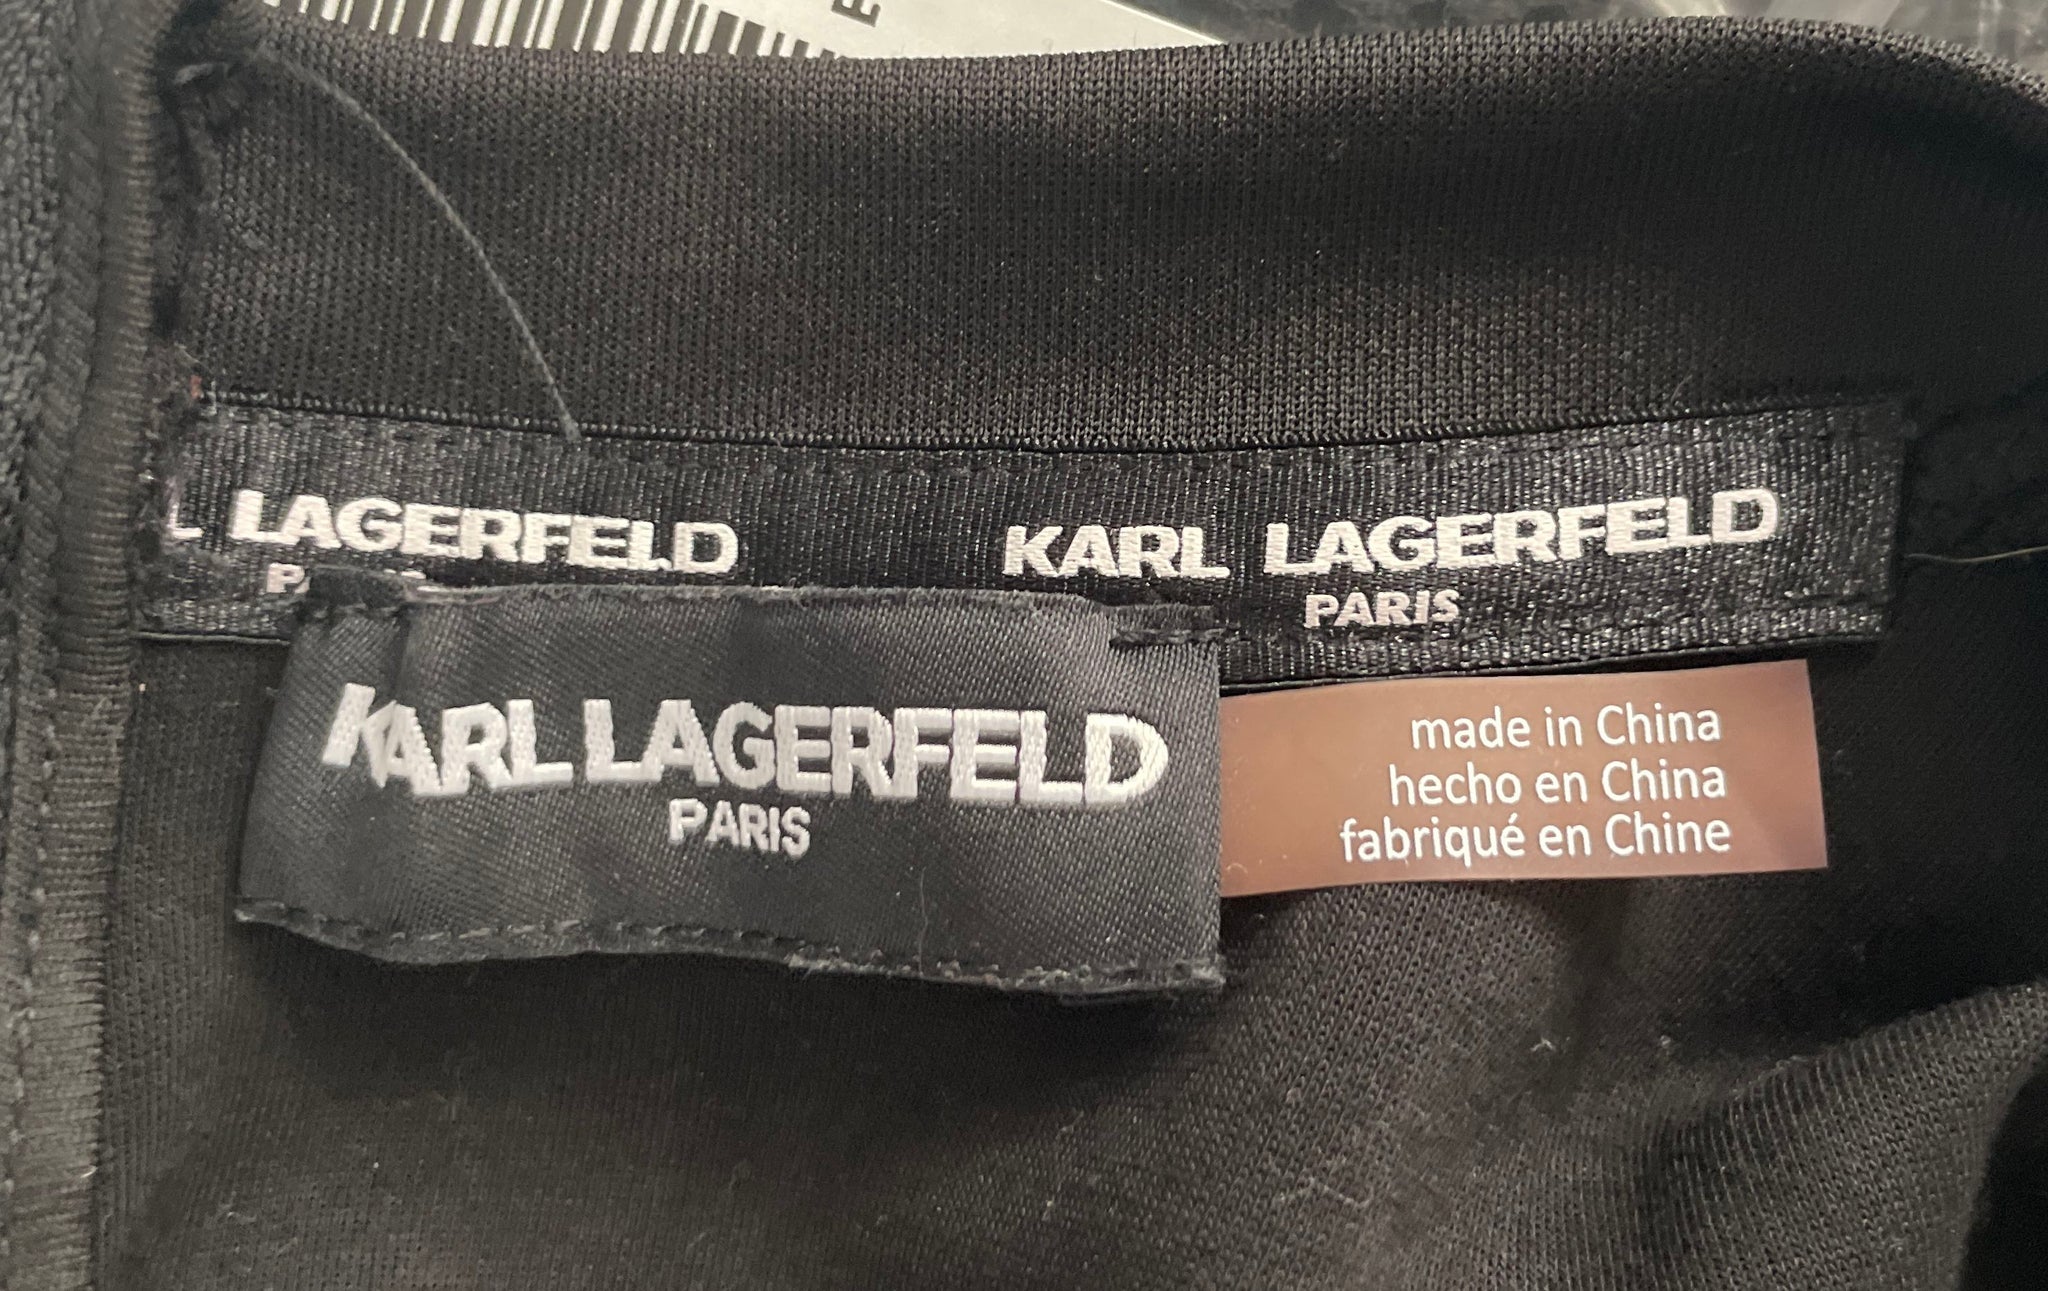 E
L LAGERFELD
KARL LAGERFELD
PARIS
KARL LAGERFELD
PARIS
made in China
hecho en China
fabriqué en Chine